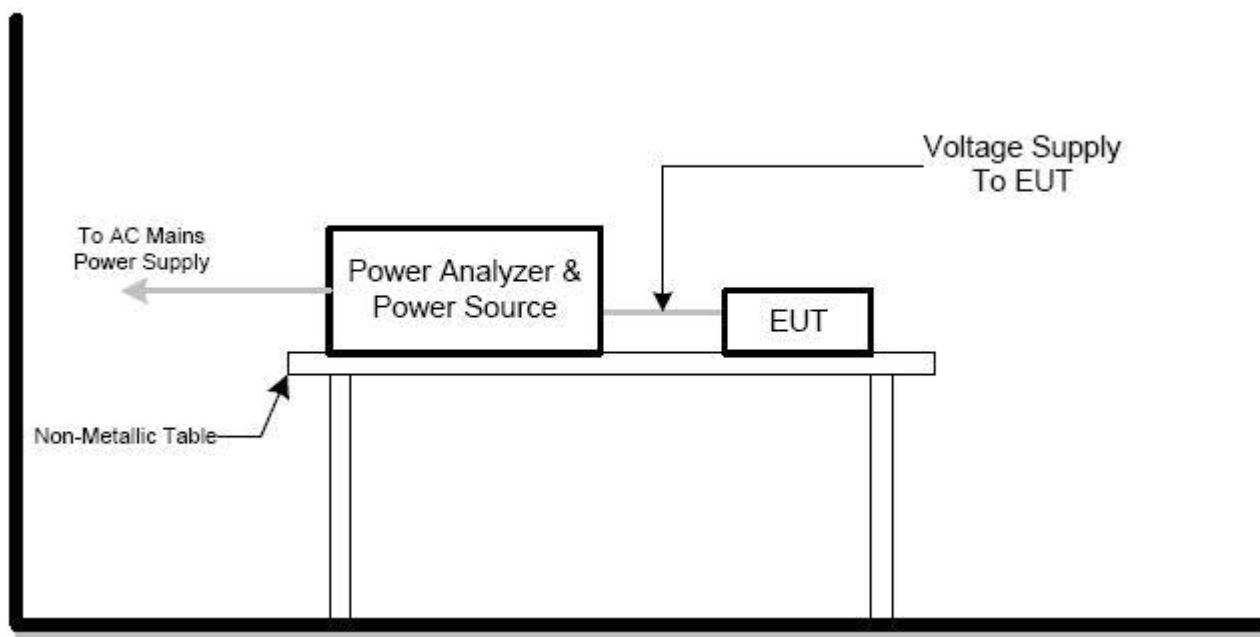 Voltage Supply
To EUT
To AC Mains
Power Supply
Power Analyzer &
Power Source
EUT
Non-Metallic Table